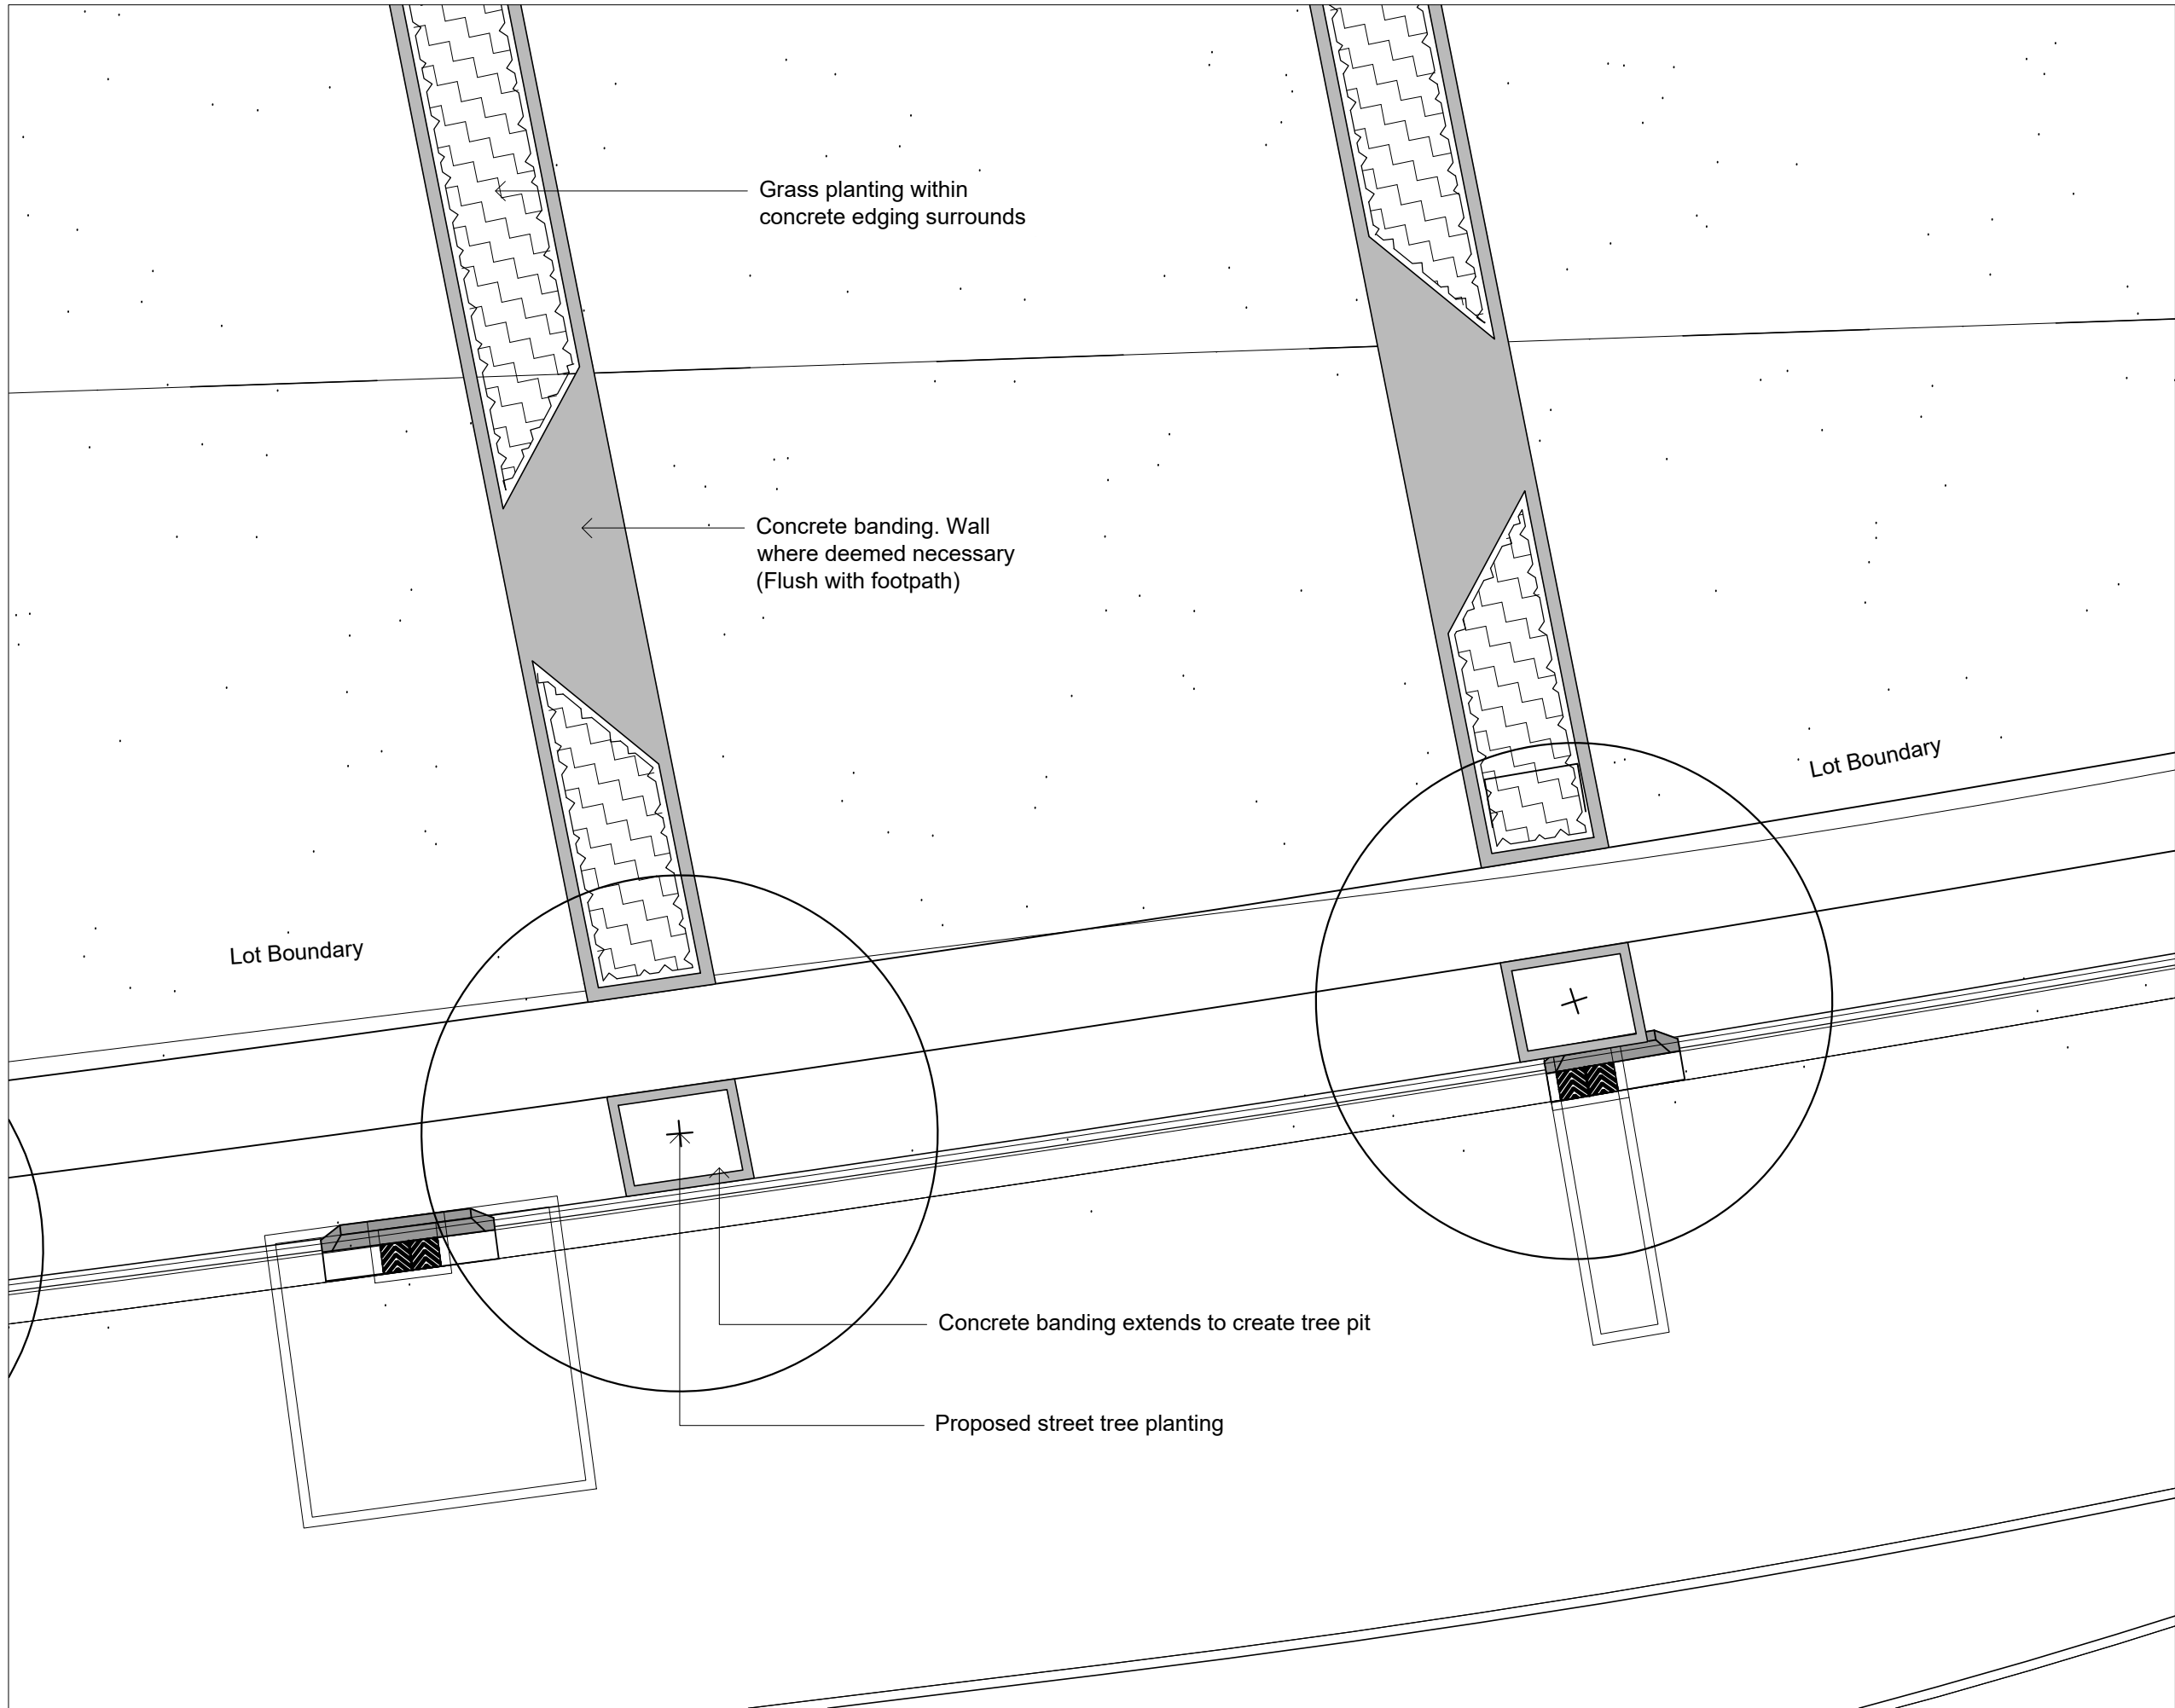 Grass planting within
concrete edging surrounds
Concrete banding. Wall
where deemed necessary
(Flush with footpath)
Lot Boundary
Lot Boundary
Concrete banding extends to create tree pit
Proposed street tree planting